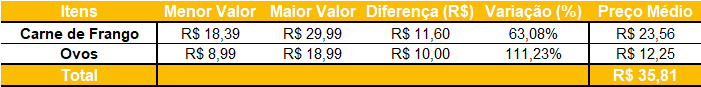 Itens Menor Valor Maior Valor Diferença (R$) Variação (%) Preço Médio
Carne de Frango R$ 18,39 R$ 29,99 R$ 11,60 63,08% R$ 23,56
Ovos R$ 8,99 R$ 18,99 R$ 10,00 111,23% R$ 12,25
Total R$ 35,81